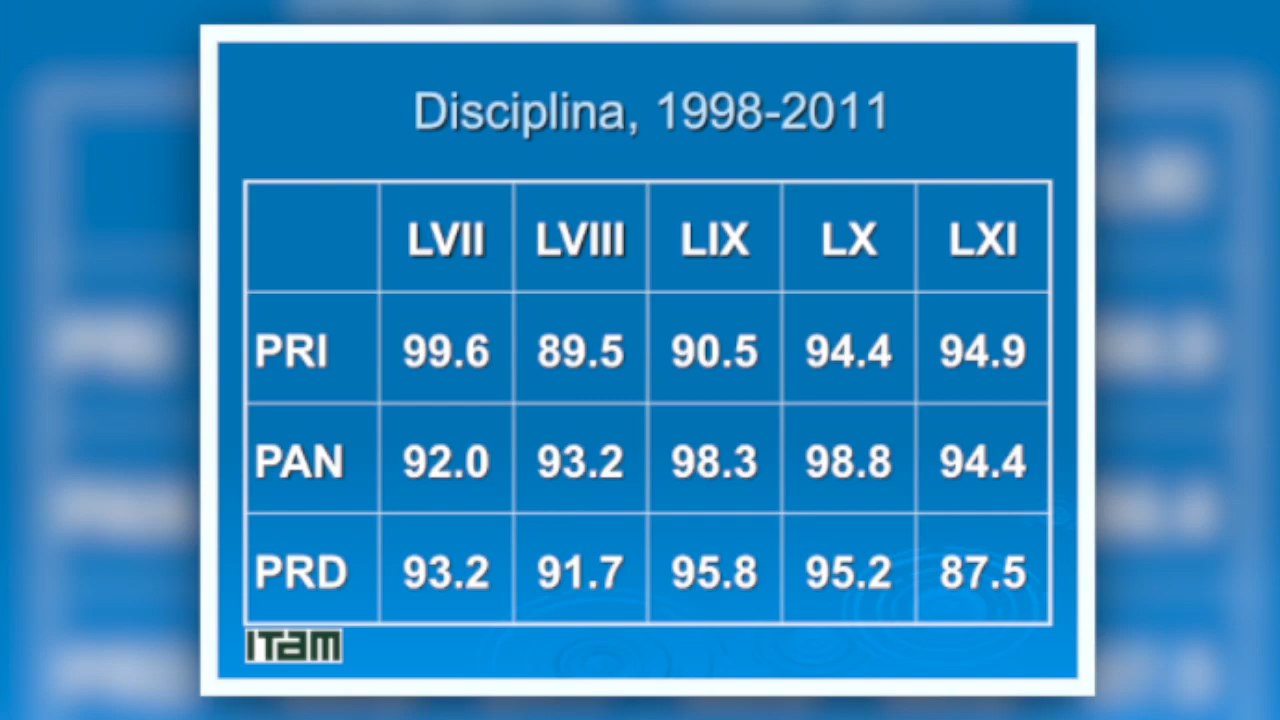 Disciplina, 1998-2011
LVII LVIII LIX LX LXI
PRI 99.6 89.5 90.5 94.4 94.9
PAN 92.0 93.2 98.3 98.8 94.4
PRD 93.2 91.7 95.8 95.2 87.5
ITAM